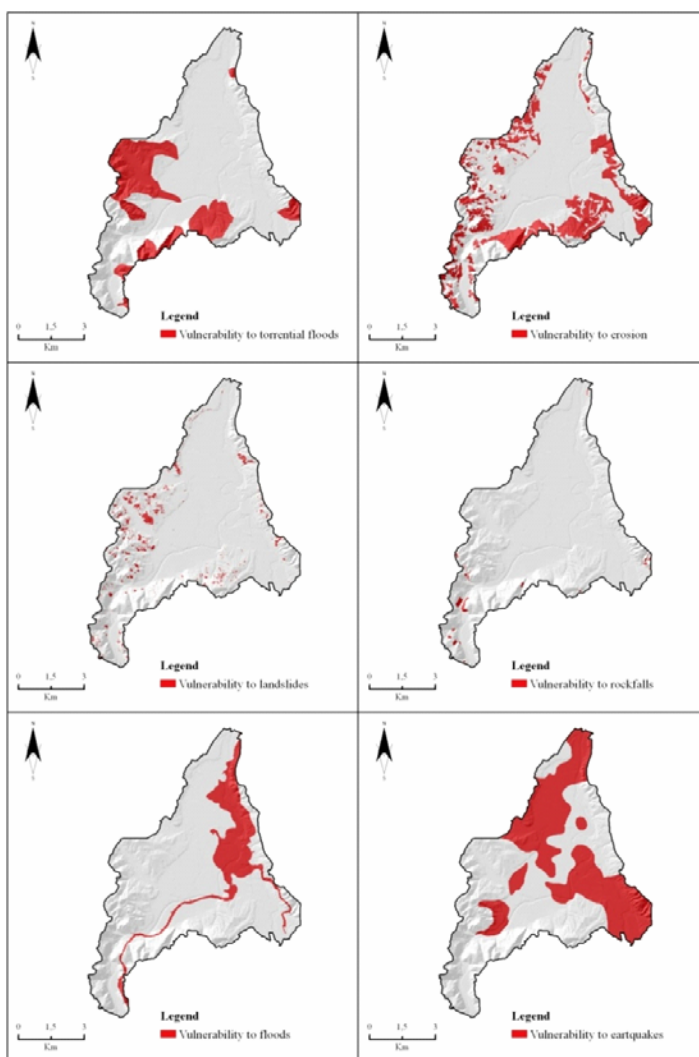 N
S
Legend
0 1,5 3
Km
Vulnerability to torrential floods
N
S
Legend
0 1,5 3
Km
Vulnerability to erosion
N
S
Legend
0 1,5 3
Km
Vulnerability to landslides
N
S
Legend
0 1,5 3
Km
Vulnerability to rockfalls
N
S
Legend
0 1,5 3
Km
Vulnerability to floods
N
S
Legend
0 1,5 3
Km
Vulnerability to eartquakes